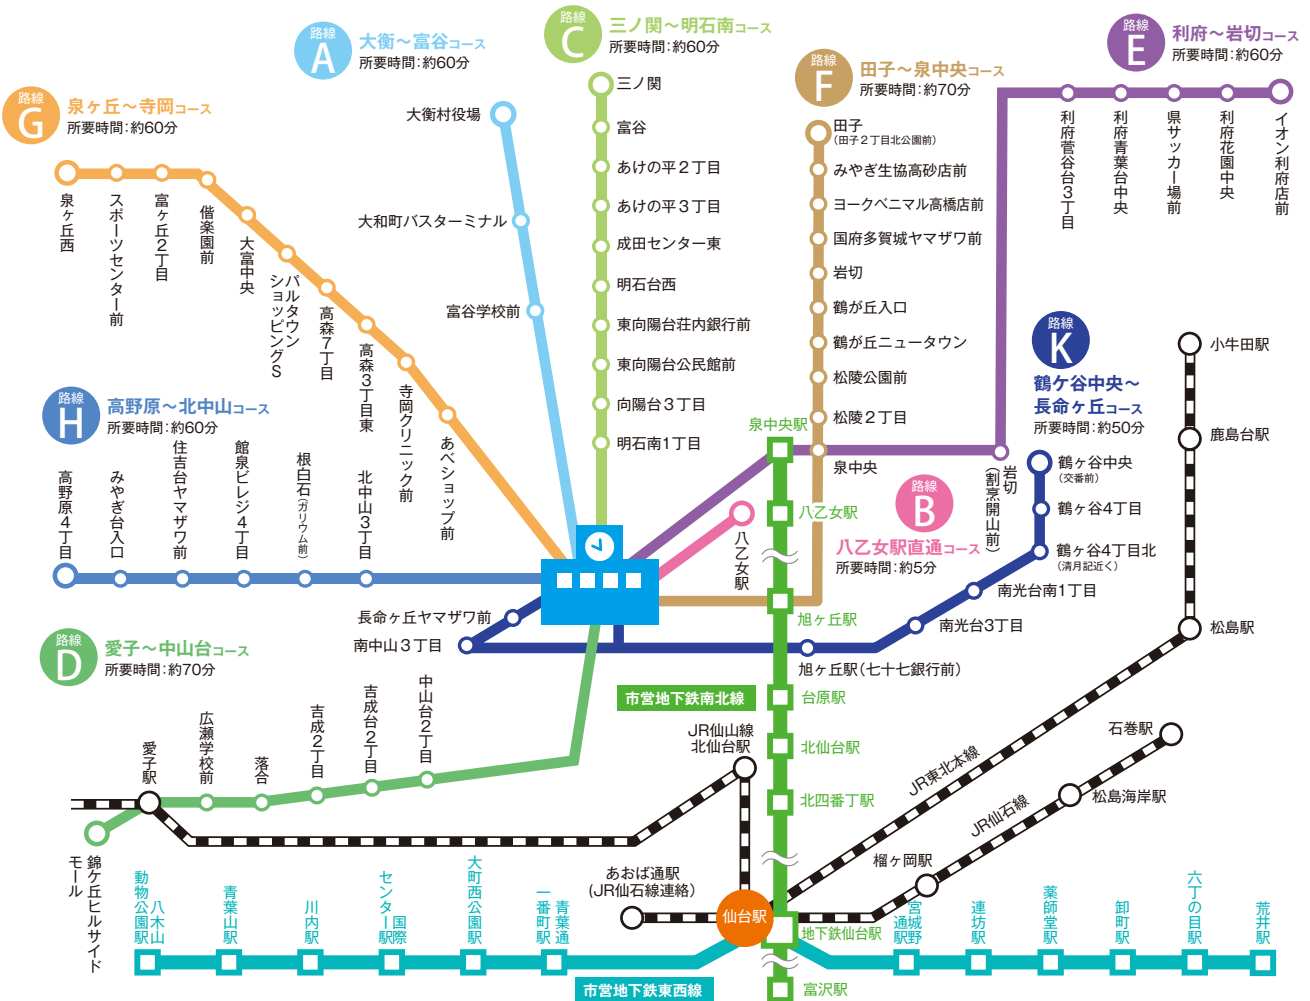 路線
A
大衡〜富谷コース
所要時間：約60分
大衡村役場
大和町バスターミナル
富谷学校前
路線
C
三ノ関〜明石南コース
所要時間：約60分
三ノ関
富谷
あけの平２丁目
あけの平３丁目
成田センター東
明石台西
東向陽台荘内銀行前
東向陽台公民館前
向陽台３丁目
明石南1丁目
路線
F
田子〜泉中央コース
所要時間：約70分
田子
（田子２丁目北公園前）
みやぎ生協高砂店前
ヨークベニマル高橋店前
国府多賀城ヤマザワ前
岩切
鶴が丘入口
鶴が丘ニュータウン
松陵公園前
松陵２丁目
泉中央
路線
E
利府〜岩切コース
所要時間：約60分
利府菅谷台３丁目
利府青葉台中央
県サッカー場前
利府花園中央
イオン利府店前
岩切
（割烹開山前）
路線
G
泉ヶ丘〜寺岡コース
所要時間：約60分
泉ヶ丘西
スポーツセンター前
富ヶ丘２丁目
偕楽園前
大富中央
パルタウン
ショッピングS
高森７丁目
高森３丁目東
寺岡クリニック前
あべショップ前
路線
H
高野原〜北中山コース
所要時間：約60分
高野原４丁目
みやぎ台入口
住吉台ヤマザワ前
館泉ビレジ４丁目
根白石（ガリウム前）
北中山３丁目
路線
K
鶴ケ谷中央〜
長命ヶ丘コース
所要時間：約50分
鶴ヶ谷中央
（交番前）
鶴ヶ谷4丁目
鶴ヶ谷4丁目北
（清月記近く）
南光台南1丁目
南光台3丁目
旭ヶ丘駅（七十七銀行前）
長命ヶ丘ヤマザワ前
南中山３丁目
路線
B
八乙女駅直通コース
所要時間：約5分
八乙女駅
路線
D
愛子〜中山台コース
所要時間：約70分
錦ケ丘ヒルサイド
モール
愛子駅
広瀬学校前
落合
吉成２丁目
吉成台２丁目
中山台２丁目
市営地下鉄南北線
泉中央駅
八乙女駅
旭ヶ丘駅
台原駅
北仙台駅
北四番丁駅
地下鉄仙台駅
富沢駅
JR仙山線
北仙台駅
JR東北本線
小牛田駅
鹿島台駅
松島駅
JR仙石線
石巻駅
松島海岸駅
榴ヶ岡駅
あおば通駅
(JR仙石線連絡）
仙台駅
市営地下鉄東西線
八木山
動物公園駅
青葉山駅
川内駅
国際
センター駅
大町西公園駅
青葉通
一番町駅
宮城野
通駅
連坊駅
薬師堂駅
卸町駅
六丁の目駅
荒井駅